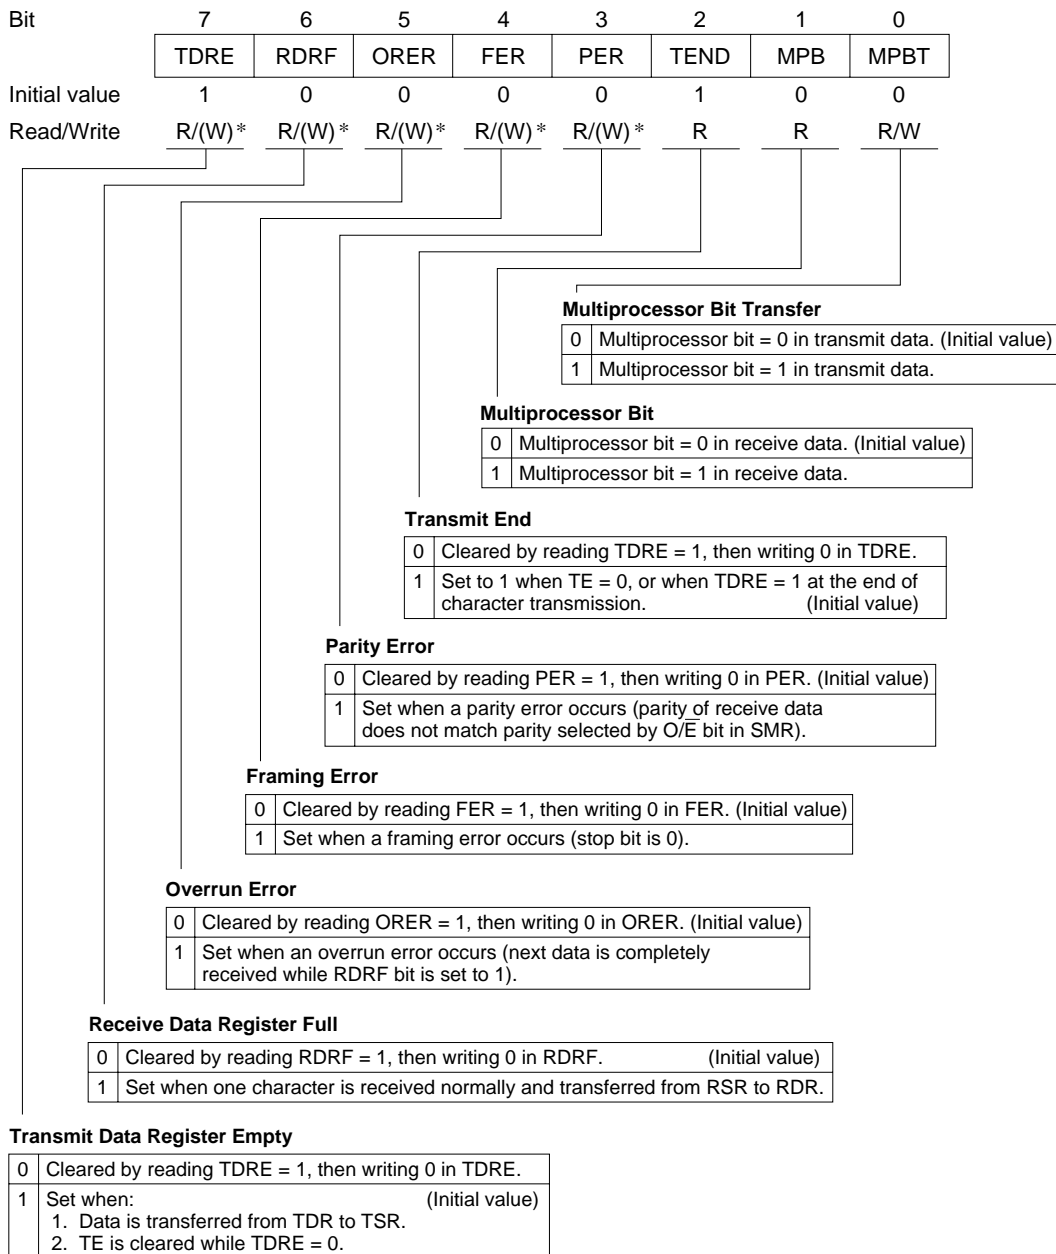 Bit 7 6 5 4 3 2 1 0
TDRE RDRF ORER FER PER TEND MPB MPBT
Initial value 1 0 0 0 0 1 0 0
Read/Write R/(W)* R/(W)* R/(W)* R/(W)* R/(W)* R R R/W
Multiprocessor Bit Transfer
0 Multiprocessor bit = 0 in transmit data. (Initial value)
1 Multiprocessor bit = 1 in transmit data.
Multiprocessor Bit
0 Multiprocessor bit = 0 in receive data. (Initial value)
1 Multiprocessor bit = 1 in receive data.
Transmit End
0 Cleared by reading TDRE = 1, then writing 0 in TDRE.
1 Set to 1 when TE = 0, or when TDRE = 1 at the end of
character transmission. (Initial value)
Parity Error
0 Cleared by reading PER = 1, then writing 0 in PER. (Initial value)
1 Set when a parity error occurs (parity of receive data
does not match parity selected by O/E̅ bit in SMR).
Framing Error
0 Cleared by reading FER = 1, then writing 0 in FER. (Initial value)
1 Set when a framing error occurs (stop bit is 0).
Overrun Error
0 Cleared by reading ORER = 1, then writing 0 in ORER. (Initial value)
1 Set when an overrun error occurs (next data is completely
received while RDRF bit is set to 1).
Receive Data Register Full
0 Cleared by reading RDRF = 1, then writing 0 in RDRF. (Initial value)
1 Set when one character is received normally and transferred from RSR to RDR.
Transmit Data Register Empty
0 Cleared by reading TDRE = 1, then writing 0 in TDRE.
1 Set when: (Initial value)
1. Data is transferred from TDR to TSR.
2. TE is cleared while TDRE = 0.